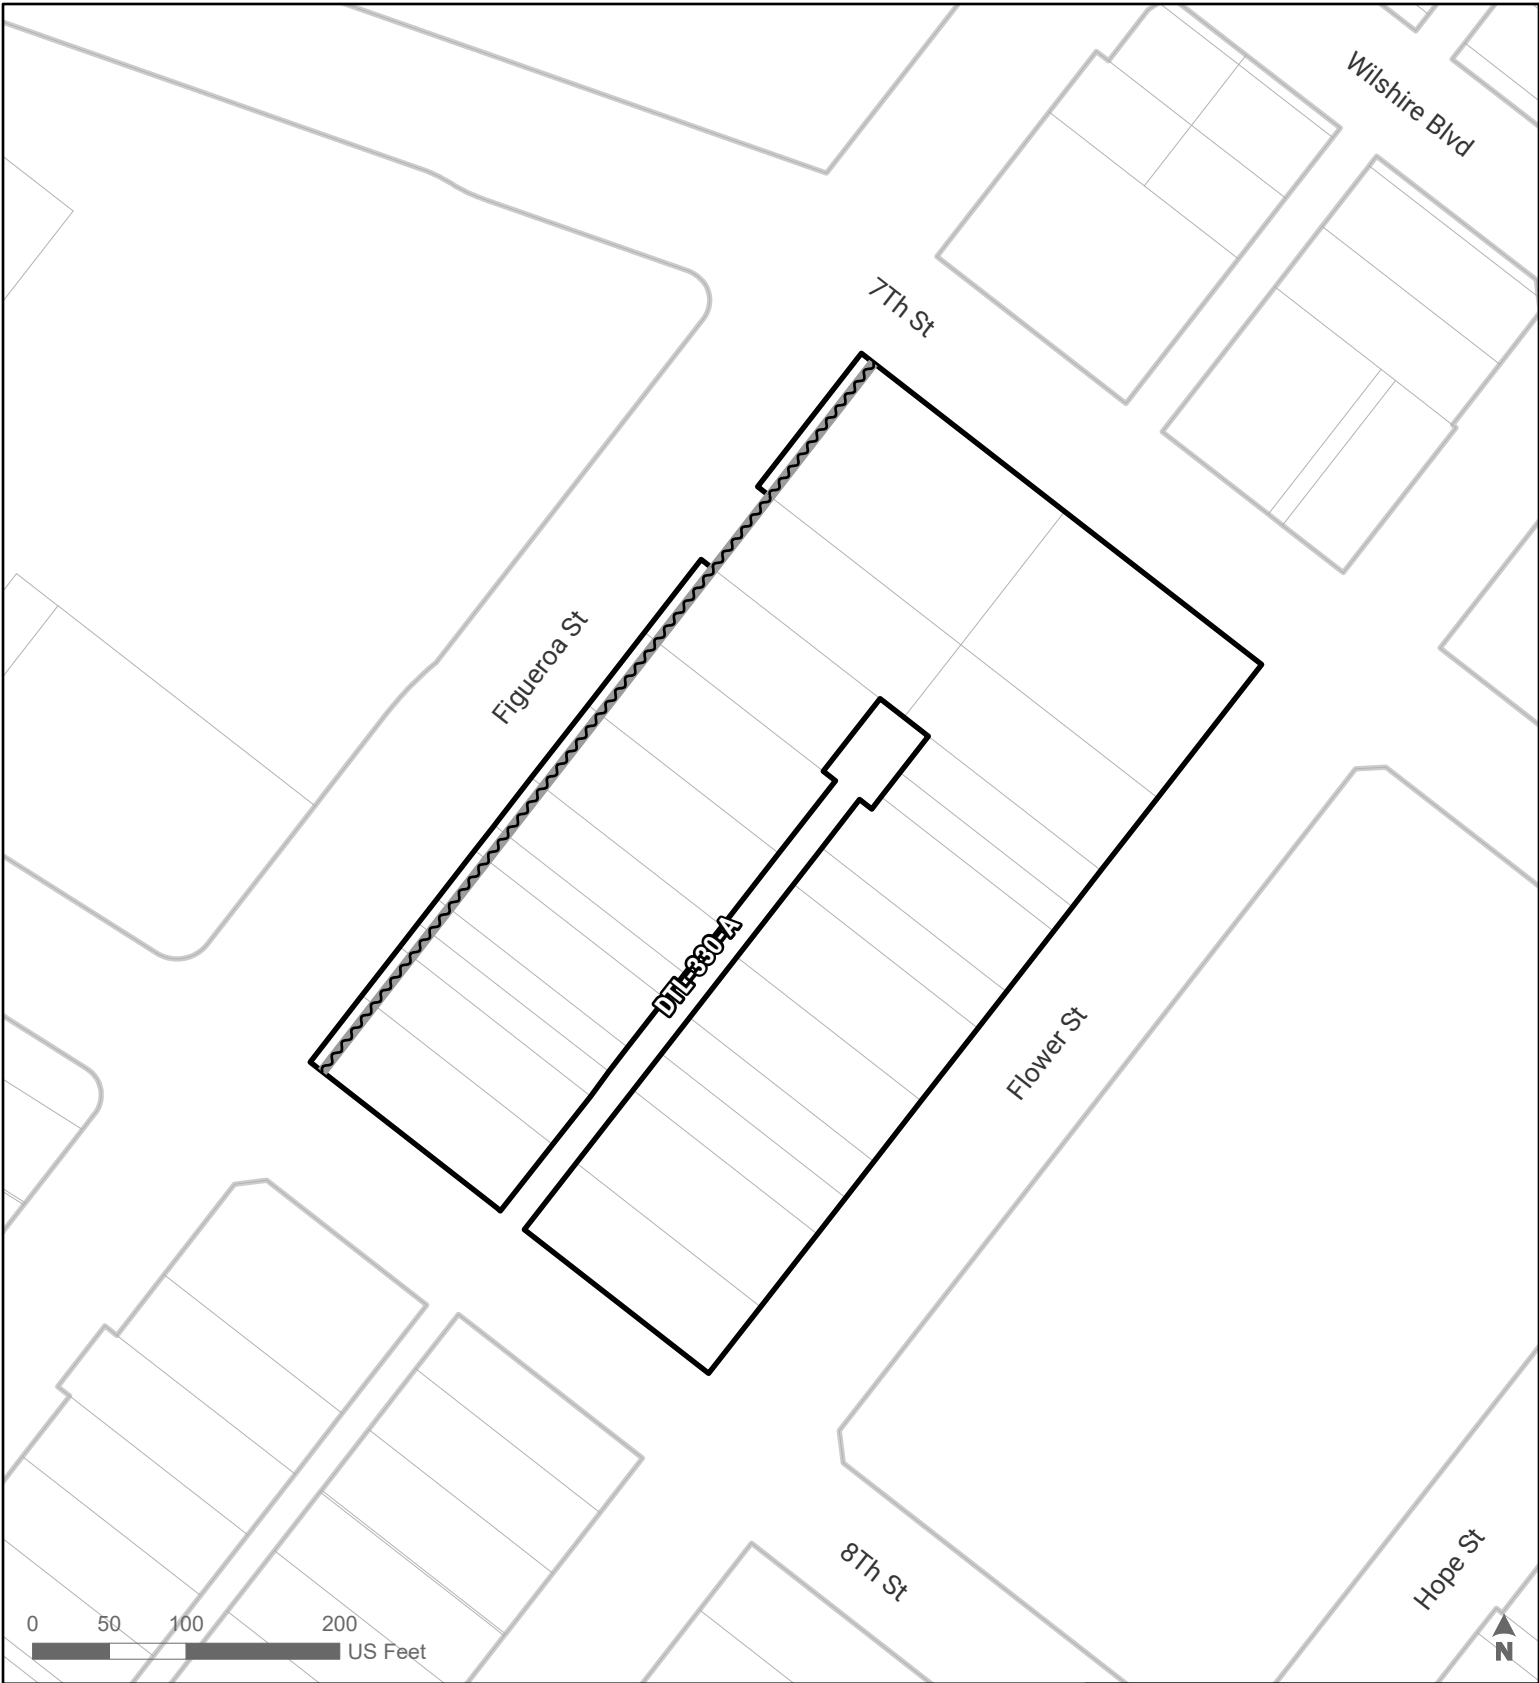 Wilshire Blvd
7Th St
Figueroa St
DTL-330-A
Flower St
8Th St
Hope St
0 50 100 200
US Feet
N